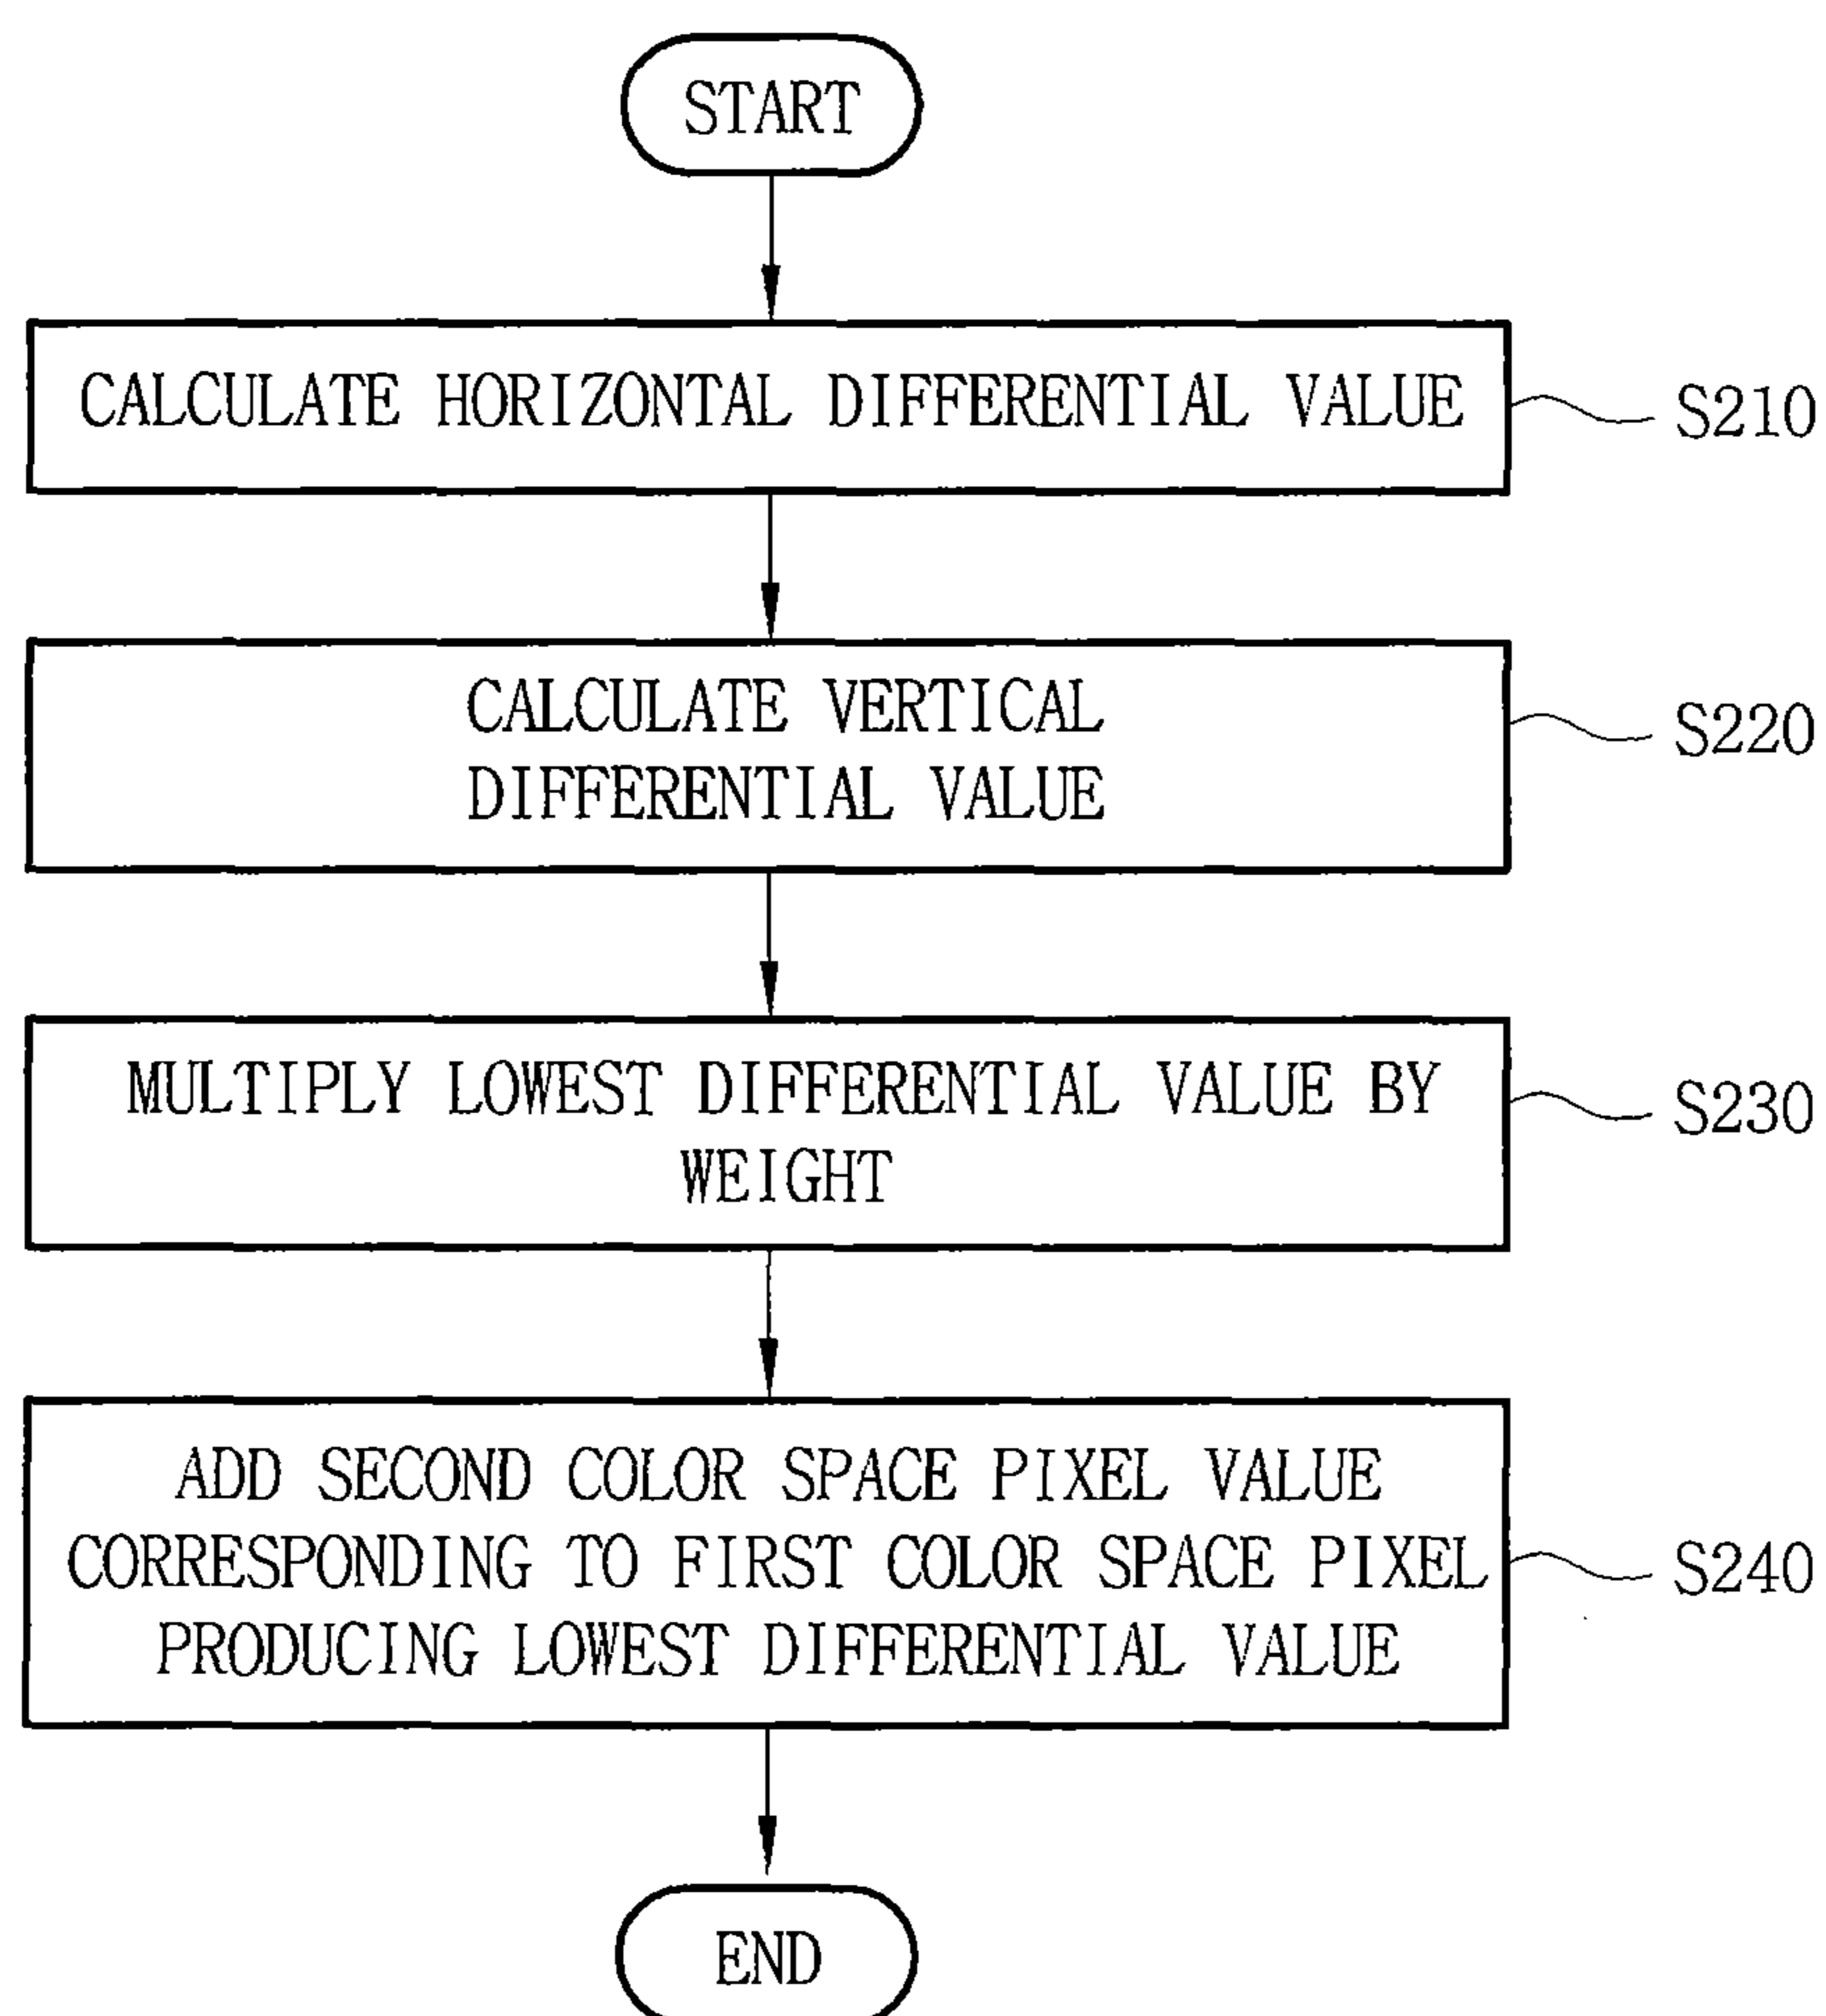 START
CALCULATE HORIZONTAL DIFFERENTIAL VALUE
S210
CALCULATE VERTICAL
DIFFERENTIAL VALUE
S220
MULTIPLY LOWEST DIFFERENTIAL VALUE BY
WEIGHT
S230
ADD SECOND COLOR SPACE PIXEL VALUE
CORRESPONDING TO FIRST COLOR SPACE PIXEL
PRODUCING LOWEST DIFFERENTIAL VALUE
S240
END